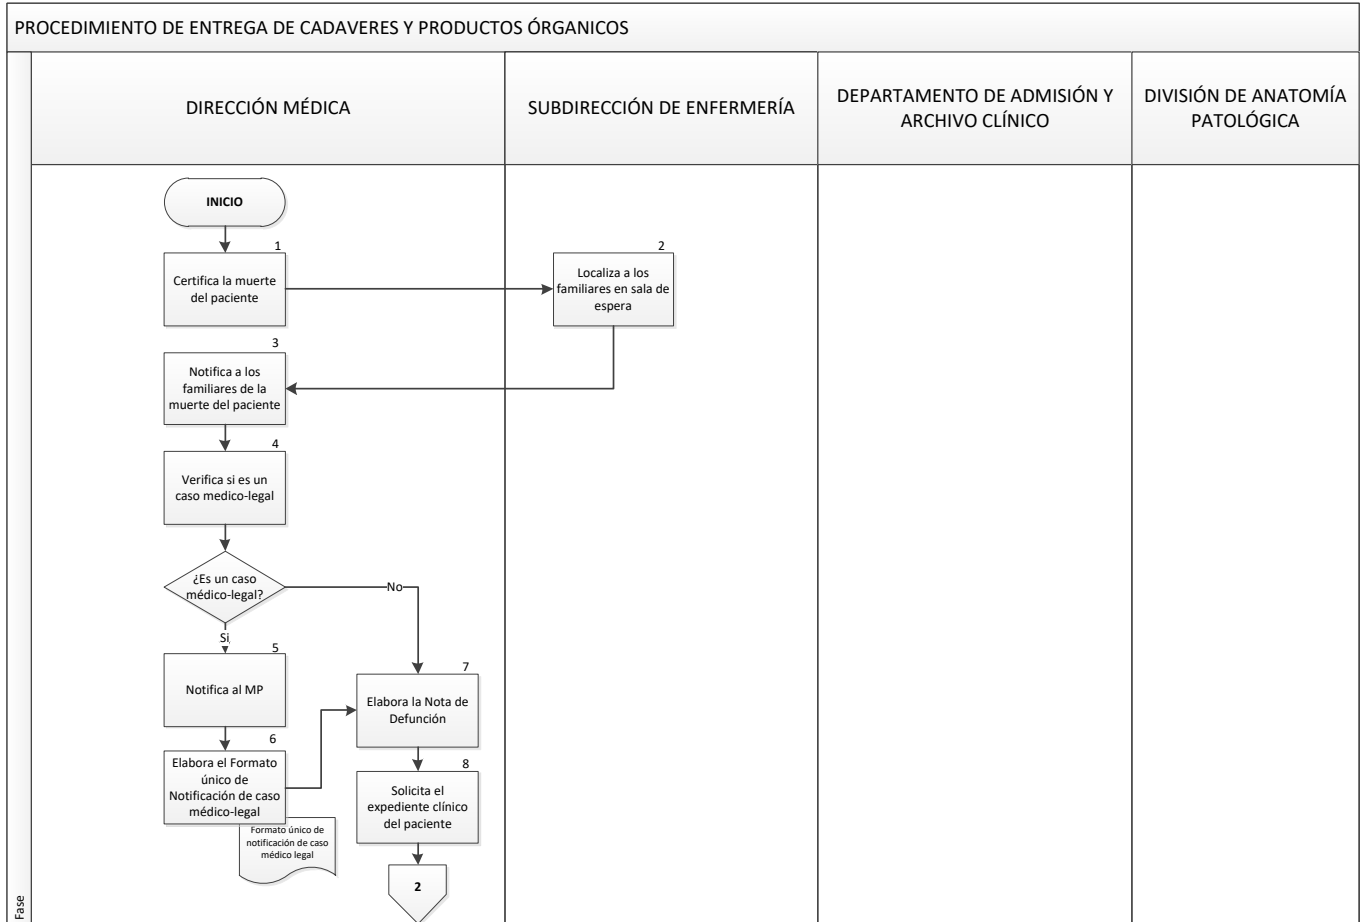 PROCEDIMIENTO DE ENTREGA DE CADAVERES Y PRODUCTOS ÓRGANICOS
DIRECCIÓN MÉDICA
SUBDIRECCIÓN DE ENFERMERÍA
DEPARTAMENTO DE ADMISIÓN Y
ARCHIVO CLÍNICO
DIVISIÓN DE ANATOMÍA
PATOLÓGICA
INICIO
1
Certifica la muerte
del paciente
2
Localiza a los
familiares en sala de
espera
3
Notifica a los
familiares de la
muerte del paciente
4
Verifica si es un
caso medico-legal
¿Es un caso
médico-legal?
No
Si
5
Notifica al MP
6
Elabora el Formato
único de
Notificación de caso
médico-legal
Formato único de
notificación de caso
médico legal
7
Elabora la Nota de
Defunción
8
Solicita el
expediente clínico
del paciente
2
Fase